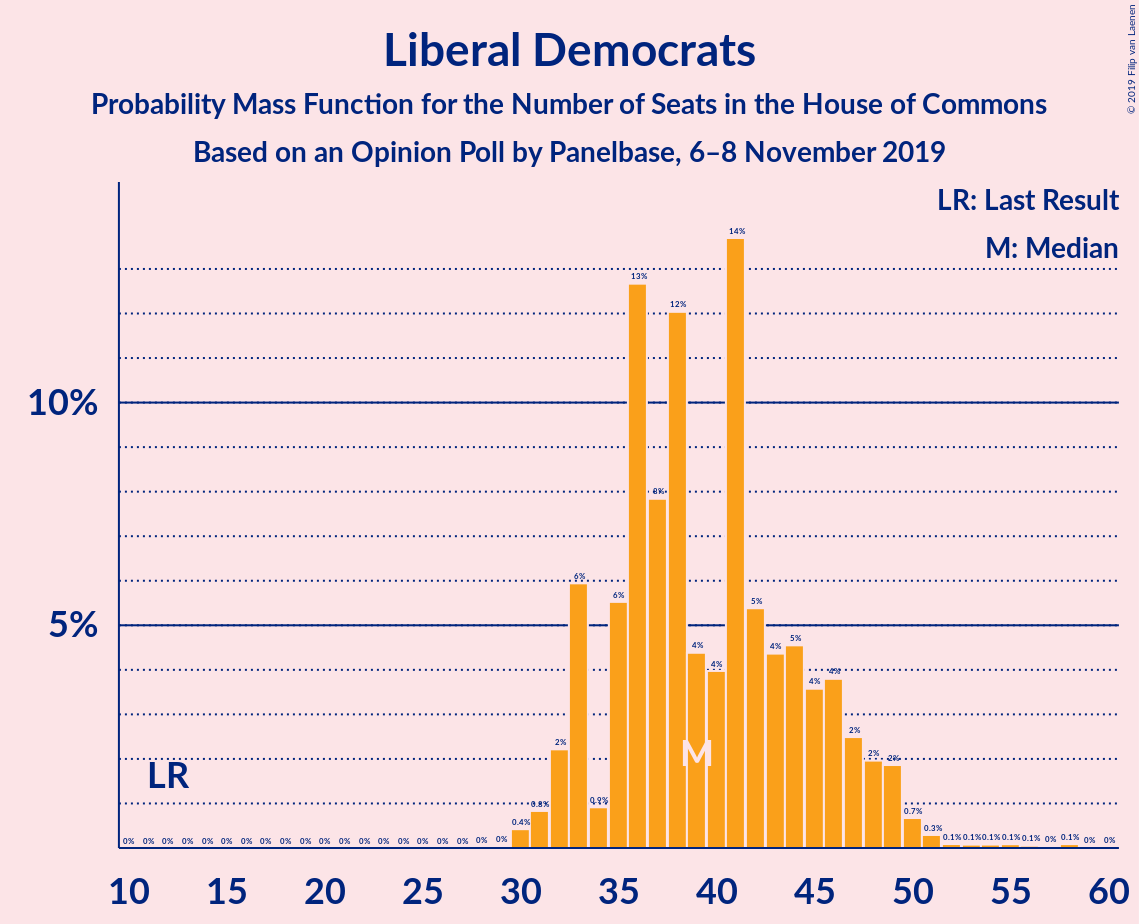 Liberal Democrats
Probability Mass Function for the Number of Seats in the House of Commons
Based on an Opinion Poll by Panelbase, 6–8 November 2019
© 2019 Filip van Laenen
LR: Last Result
M: Median
10%
5%
0% 0% 0% 0% 0% 0% 0% 0% 0% 0% 0% 0% 0% 0% 0% 0% 0% 0% 0% 0% 0.4% 0.8% 2% 6% 0.9% 6% 13% 8% 12% 4% 4% 14% 5% 4% 5% 4% 4% 2% 2% 2% 0.7% 0.3% 0.1% 0.1% 0.1% 0.1% 0.1% 0% 0.1% 0% 0%
LR
M
10 15 20 25 30 35 40 45 50 55 60